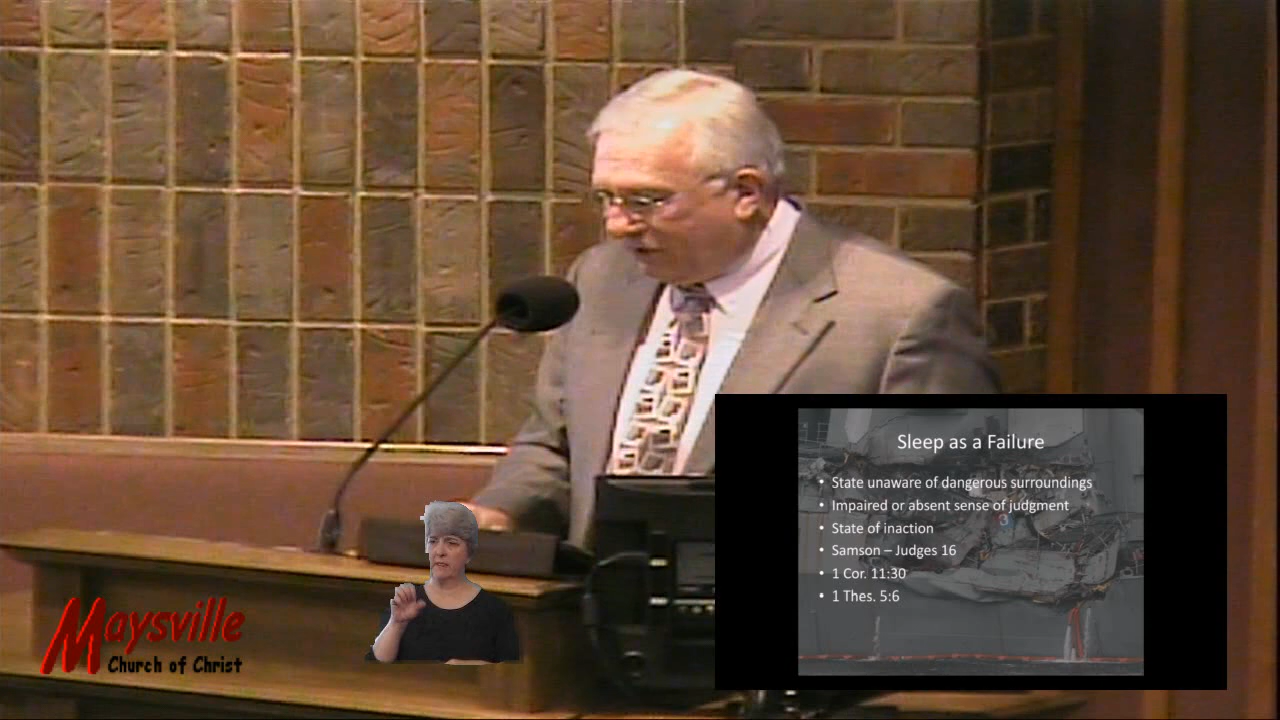 Sleep as a Failure
• State unaware of dangerous surroundings
• Impaired or absent sense of judgment
• State of inaction
• Samson – Judges 16
• 1 Cor. 11:30
• 1 Thes. 5:6
3
Maysville
Church of Christ